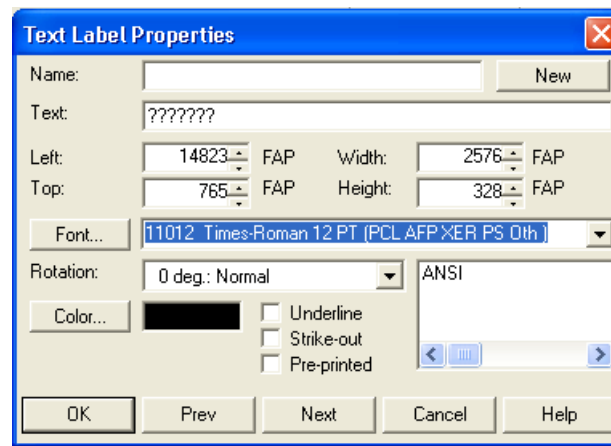 Text Label Properties
Name: New
Text: ???????
Left: 14823 FAP Width: 2576 FAP
Top: 765 FAP Height: 328 FAP
Font... 11012 Times-Roman 12 PT (PCL AFP XER PS Oth )
Rotation: 0 deg.: Normal ANSI
Color... Underline
Strike-out
Pre-printed
OK Prev Next Cancel Help